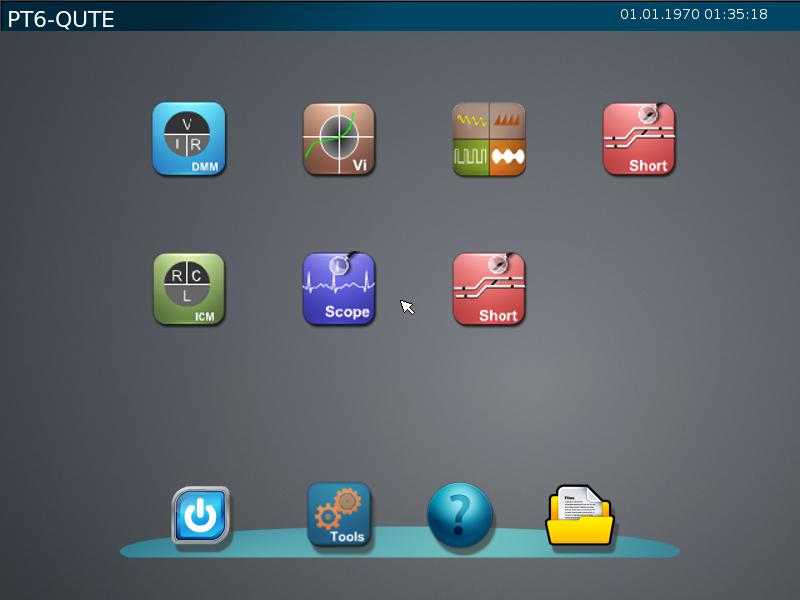 PT6-QUTE
01.01.1970 01:35:18
V
I R
DMM
Vi
Short
R C
L
ICM
Scope
Short
Tools
?
Files